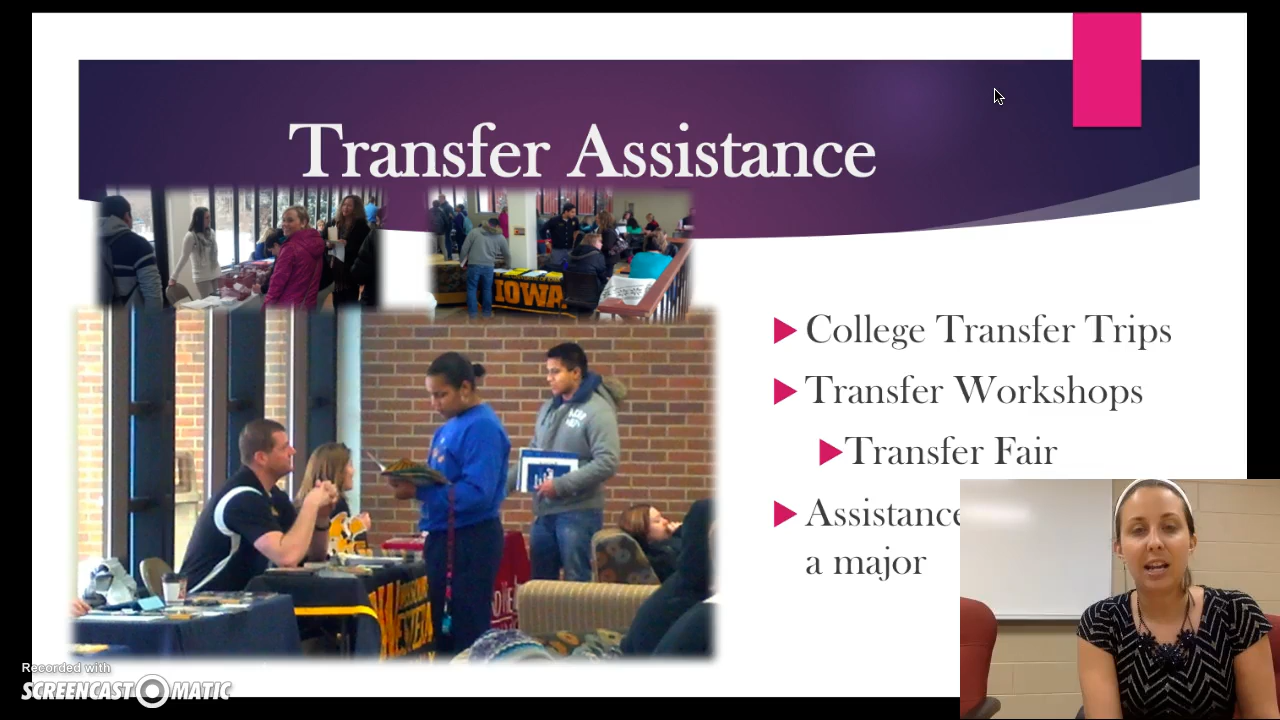 Transfer Assistance
IOWA
College Transfer Trips
Transfer Workshops
Transfer Fair
Assistance
a major
Recorded with
SCREENCAST-O-MATIC